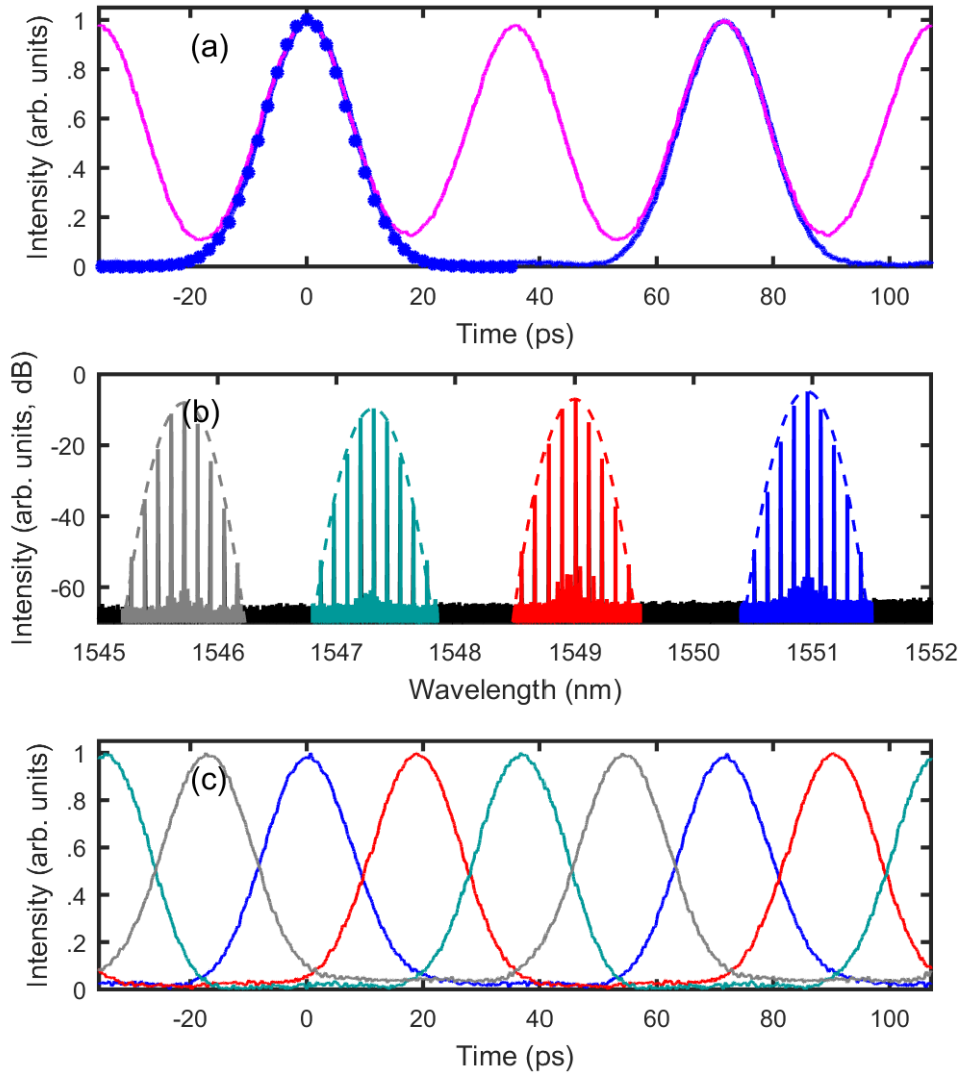 (a)
Intensity (arb. units)
1
.8
.6
.4
.2
0
-20 0 20 40 60 80 100
Time (ps)
(b)
Intensity (arb. units, dB)
0
-20
-40
-60
1545 1546 1547 1548 1549 1550 1551 1552
Wavelength (nm)
(c)
Intensity (arb. units)
1
.8
.6
.4
.2
0
-20 0 20 40 60 80 100
Time (ps)